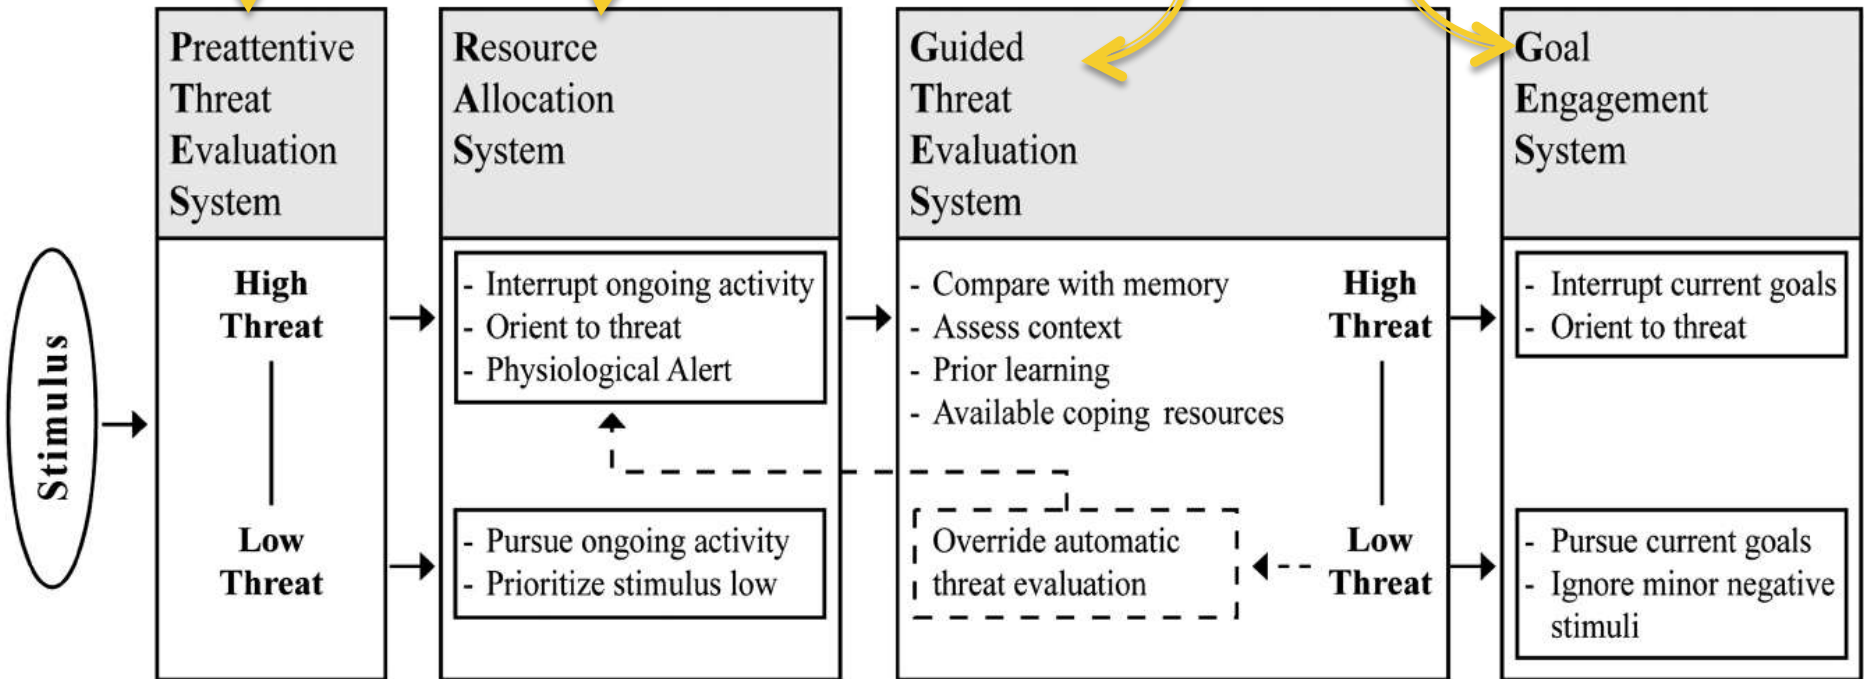 Stimulus
Preattentive
Threat
Evaluation
System
High
Threat
Low
Threat
Resource
Allocation
System
- Interrupt ongoing activity
- Orient to threat
- Physiological Alert
- Pursue ongoing activity
- Prioritize stimulus low
Guided
Threat
Evaluation
System
- Compare with memory
- Assess context
- Prior learning
- Available coping resources
High
Threat
Override automatic
threat evaluation
Low
Threat
Goal
Engagement
System
- Interrupt current goals
- Orient to threat
- Pursue current goals
- Ignore minor negative
stimuli